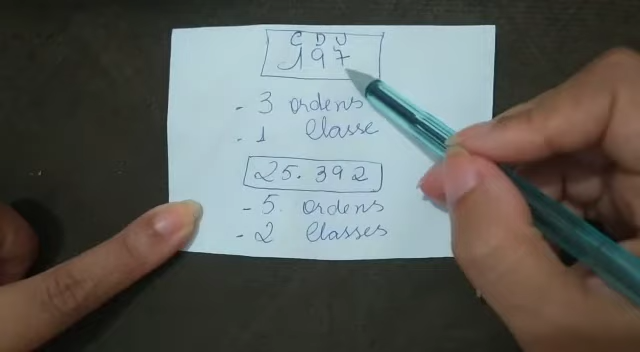 C D U
197
- 3 ordens
- 1 Classe
25.392
- 5. ordens
- 2 Classes